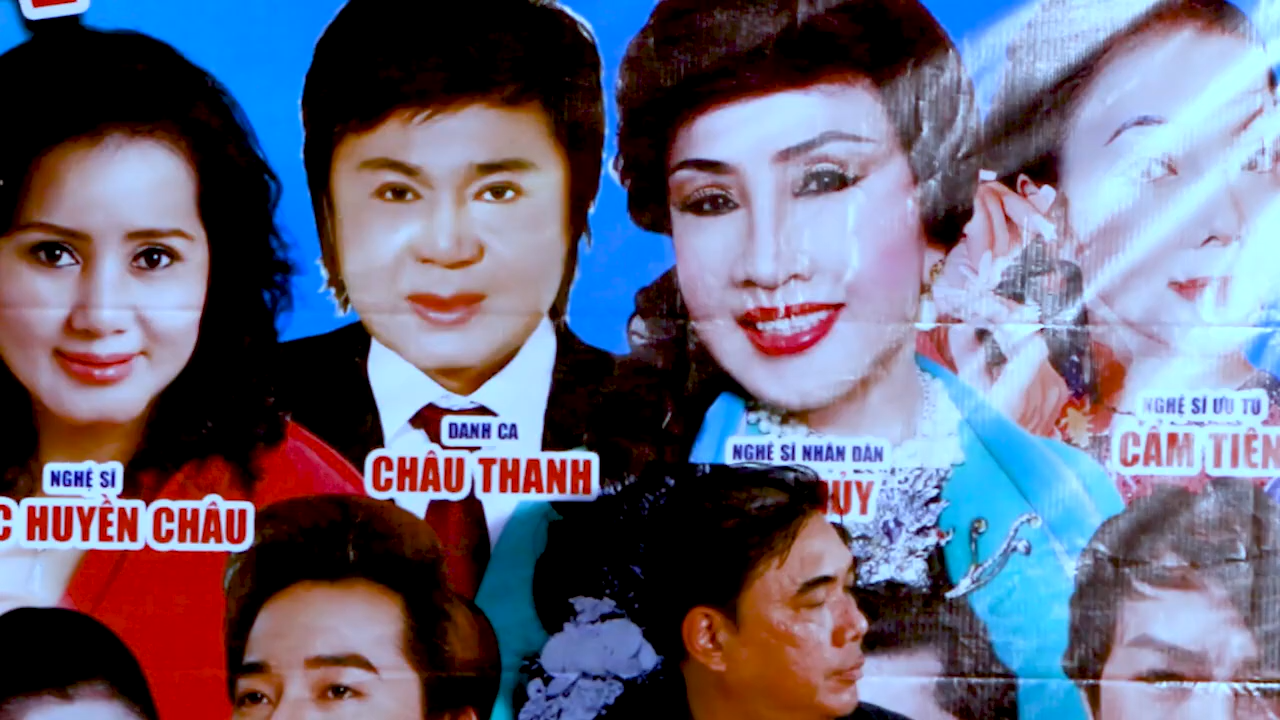 NGHỆ SĨ
C HUYỀN CHÂU
DANH CA
CHÂU THANH
NGHỆ SĨ NHÂN DÂN
NGHỆ SĨ ƯU TÚ
CẨM TIÊN